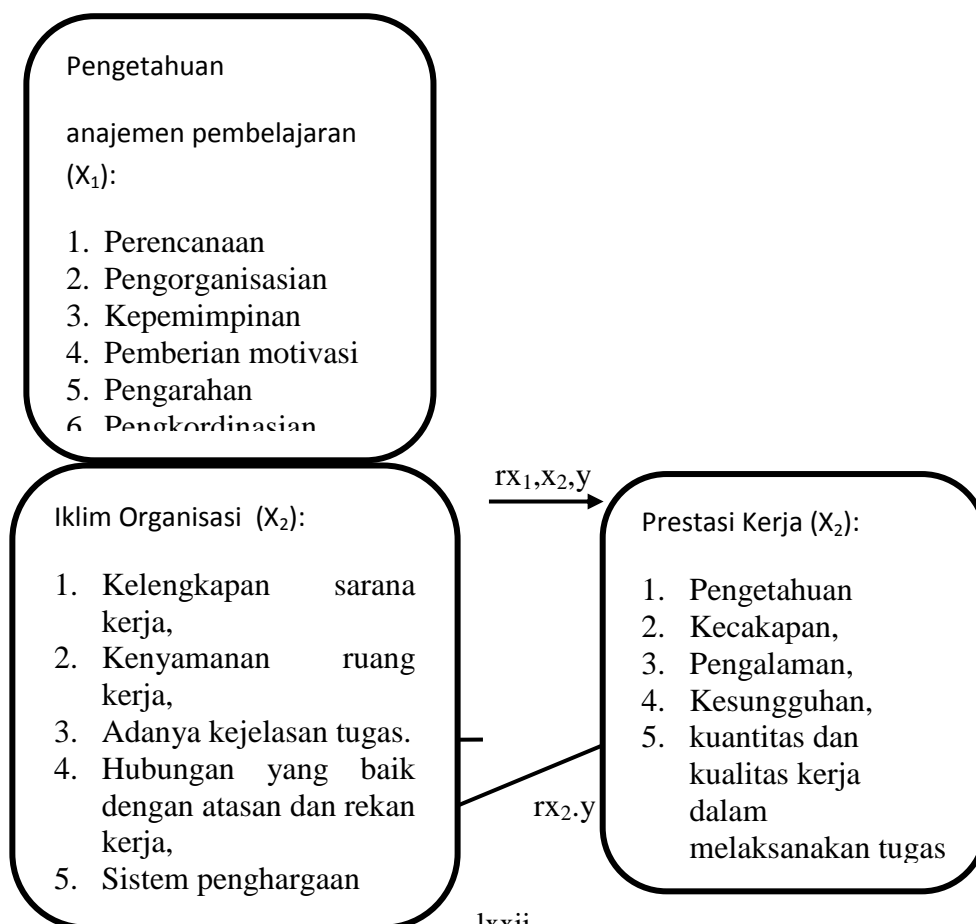 Pengetahuan
anajemen pembelajaran
(X₁):
1. Perencanaan
2. Pengorganisasian
3. Kepemimpinan
4. Pemberian motivasi
5. Pengarahan
6 Pengkordinasian
Iklim Organisasi (X₂):
1. Kelengkapan sarana
kerja,
2. Kenyamanan ruang
kerja,
3. Adanya kejelasan tugas.
4. Hubungan yang baik
dengan atasan dan rekan
kerja,
5. Sistem penghargaan
rx₁,x₂,y
rx₂.y
Prestasi Kerja (X₂):
1. Pengetahuan
2. Kecakapan,
3. Pengalaman,
4. Kesungguhan,
5. kuantitas dan
kualitas kerja
dalam
melaksanakan tugas
lxxii